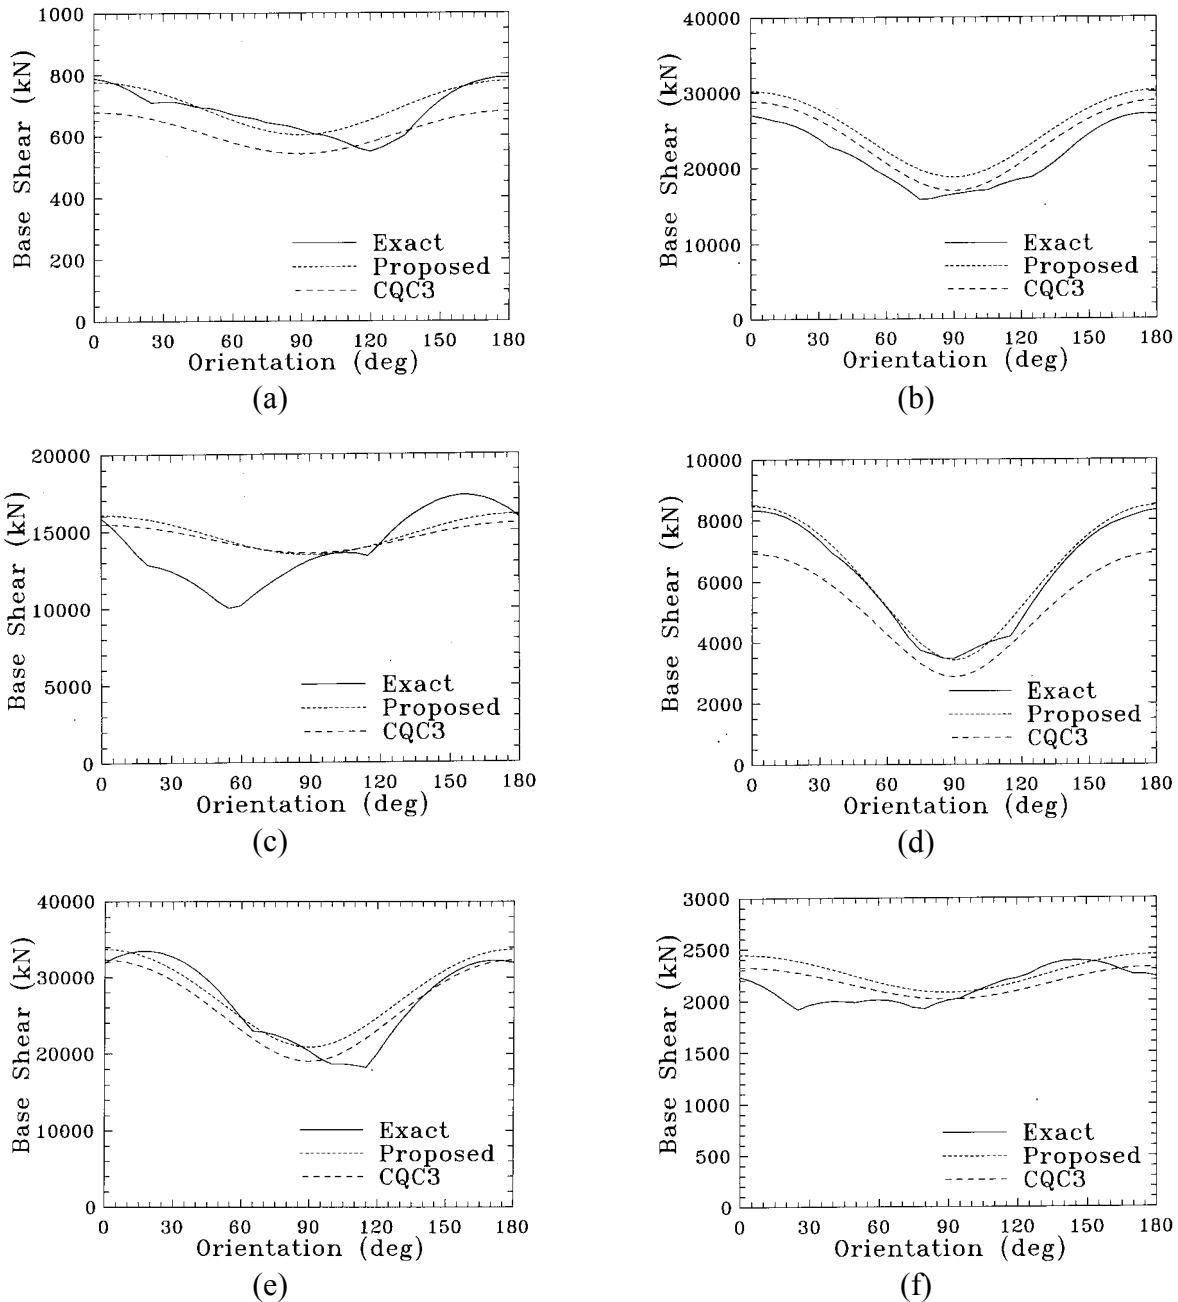 1000
800
600
400
200
0
Base Shear (kN)
0 30 60 90 120 150 180
Orientation (deg)
Exact
Proposed
CQC3
(a)
40000
30000
20000
10000
0
Base Shear (kN)
0 30 60 90 120 150 180
Orientation (deg)
Exact
Proposed
CQC3
(b)
20000
15000
10000
5000
0
Base Shear (kN)
0 30 60 90 120 150 180
Orientation (deg)
Exact
Proposed
CQC3
(c)
10000
8000
6000
4000
2000
0
Base Shear (kN)
0 30 60 90 120 150 180
Orientation (deg)
Exact
Proposed
CQC3
(d)
40000
30000
20000
10000
0
Base Shear (kN)
0 30 60 90 120 150 180
Orientation (deg)
Exact
Proposed
CQC3
(e)
3000
2500
2000
1500
1000
500
0
Base Shear (kN)
0 30 60 90 120 150 180
Orientation (deg)
Exact
Proposed
CQC3
(f)